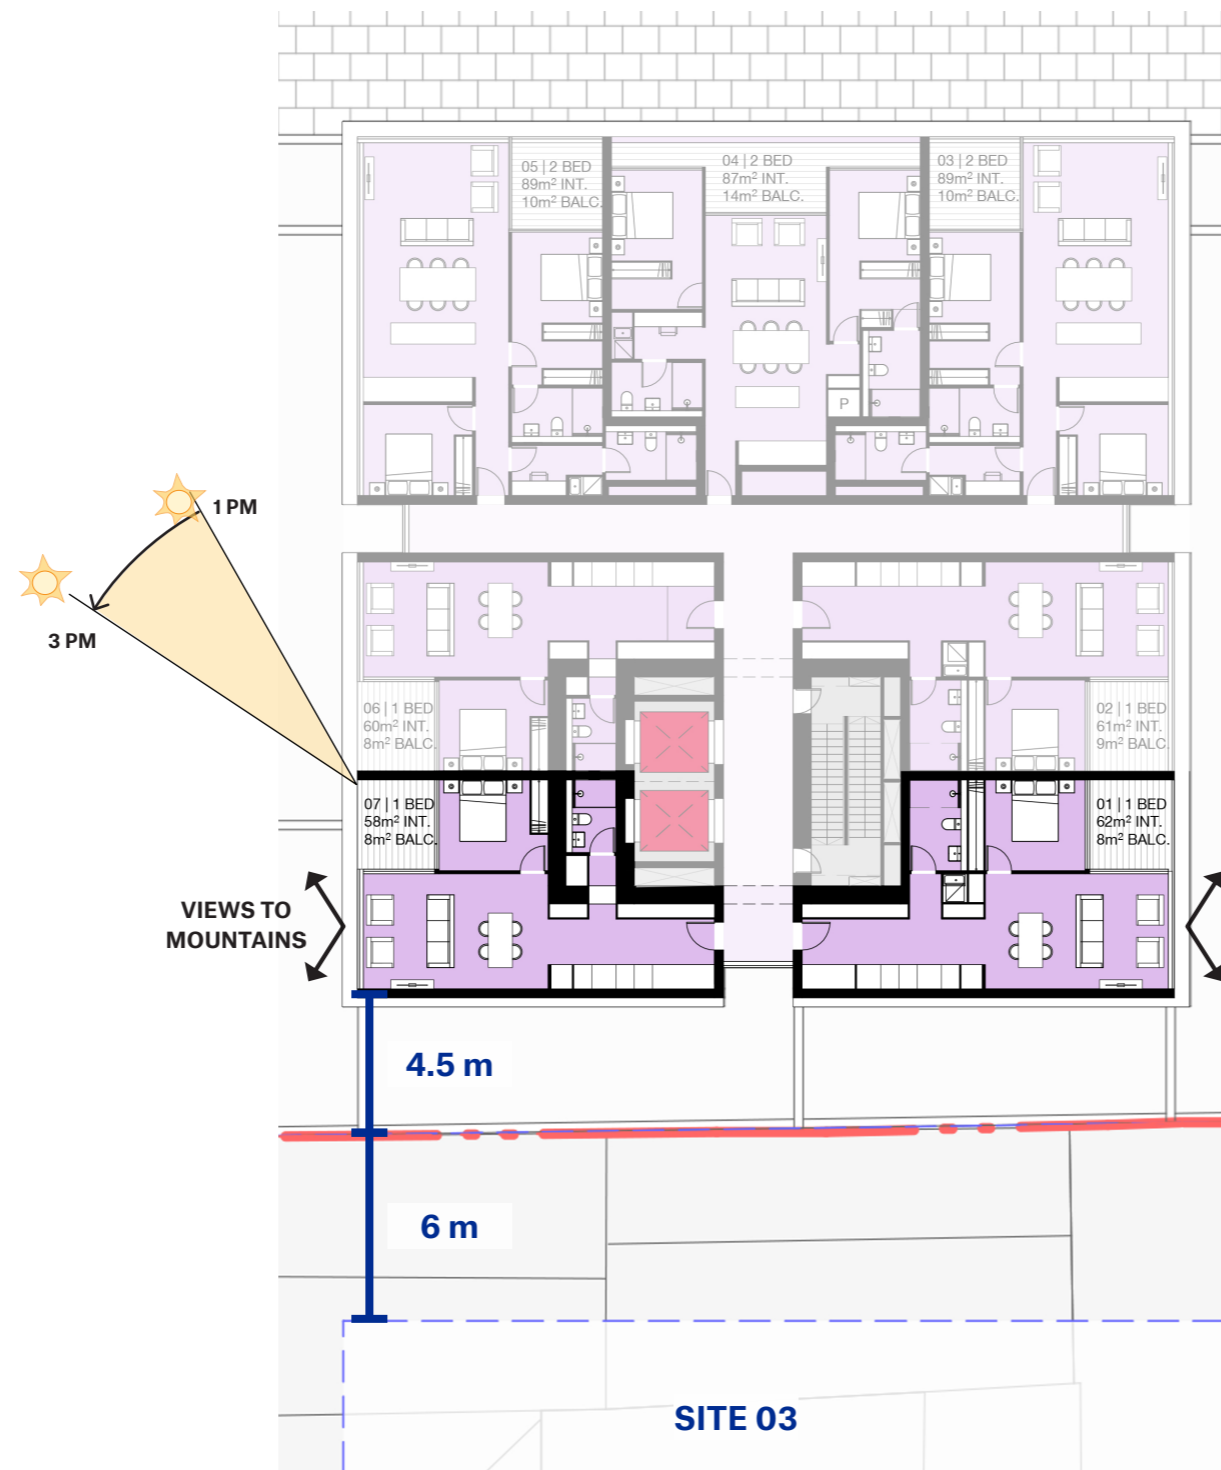 05 | 2 BED
89m² INT.
10m² BALC.
04 | 2 BED
87m² INT.
14m² BALC.
03 | 2 BED
89m² INT.
10m² BALC.
P
1 PM
3 PM
06 | 1 BED
60m² INT.
8m² BALC.
02 | 1 BED
61m² INT.
9m² BALC.
07 | 1 BED
58m² INT.
8m² BALC.
01 | 1 BED
62m² INT.
8m² BALC.
VIEWS TO
MOUNTAINS
4.5 m
6 m
SITE 03